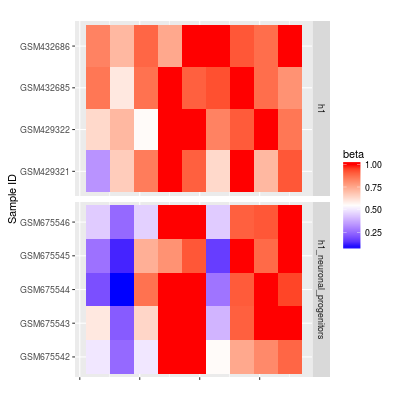 Sample ID
GSM432686
GSM432685
GSM429322
GSM429321
h1
GSM675546
GSM675545
GSM675544
GSM675543
GSM675542
h1_neuronal_progenitors
beta
1.00
0.75
0.50
0.25